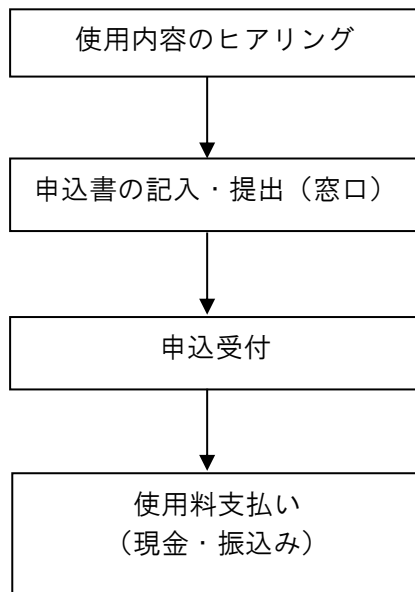 使用内容のヒアリング
申込書の記入・提出（窓口）
申込受付
使用料支払い
（現金・振込み）